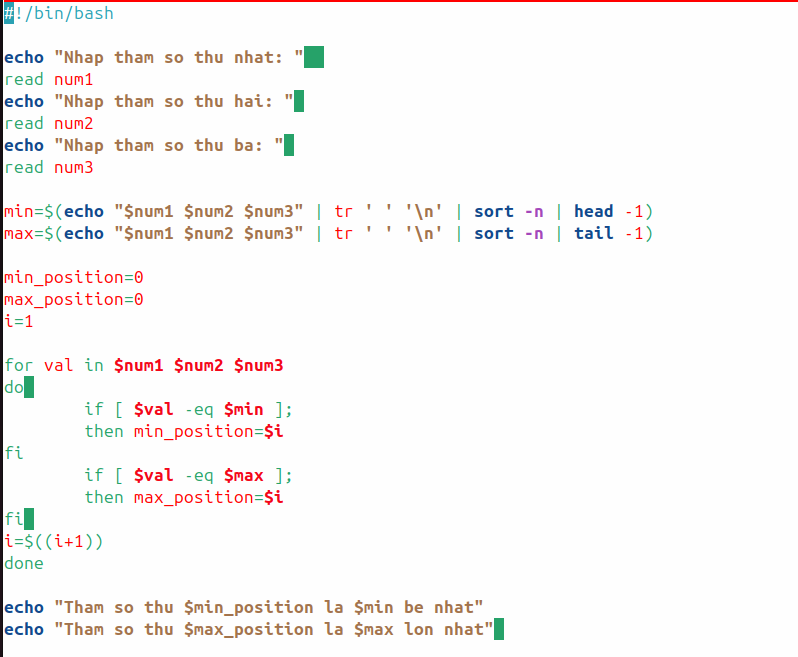 #!/bin/bash

echo "Nhap tham so thu nhat: "
read num1
echo "Nhap tham so thu hai: "
read num2
echo "Nhap tham so thu ba: "
read num3

min=$(echo "$num1 $num2 $num3" | tr ' ' '\n' | sort -n | head -1)
max=$(echo "$num1 $num2 $num3" | tr ' ' '\n' | sort -n | tail -1)

min_position=0
max_position=0
i=1

for val in $num1 $num2 $num3
do
        if [ $val -eq $min ];
        then min_position=$i
fi
        if [ $val -eq $max ];
        then max_position=$i
fi
i=$((i+1))
done

echo "Tham so thu $min_position la $min be nhat"
echo "Tham so thu $max_position la $max lon nhat"